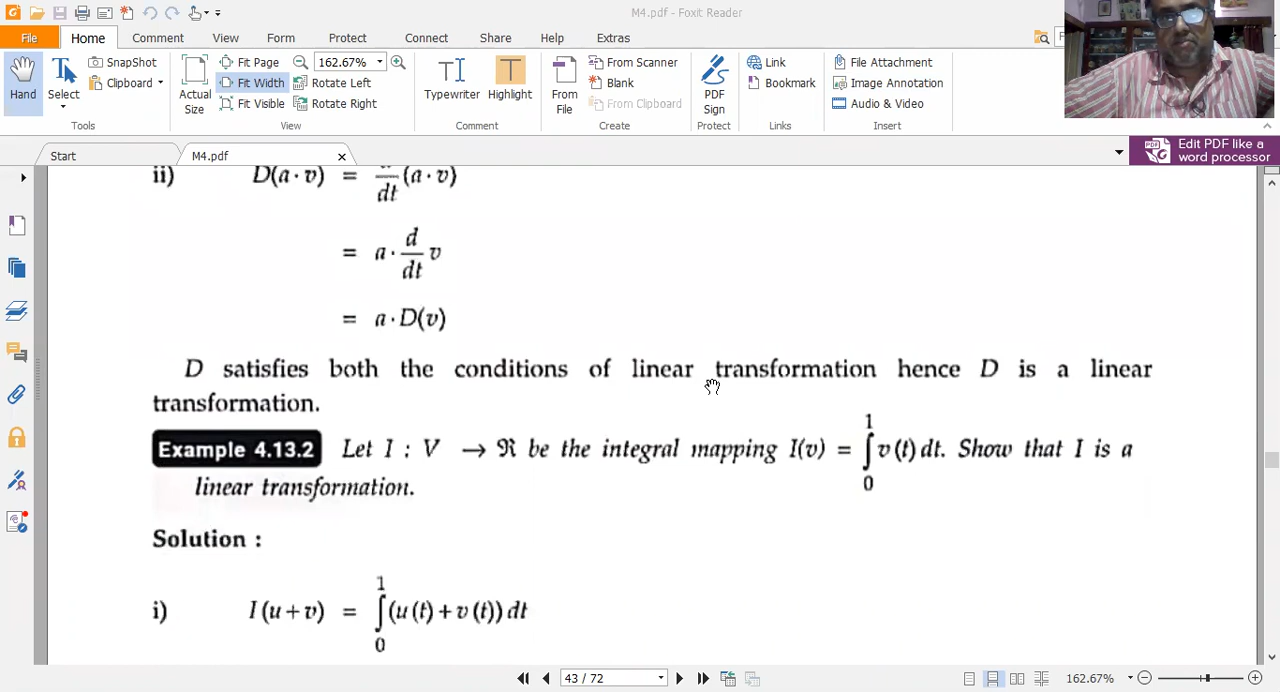 M4.pdf - Foxit Reader
File Home Comment View Form Protect Connect Share Help Extras
Hand
Select
SnapShot
Clipboard
Actual Size
Fit Page
Fit Width
Fit Visible
162.67%
Rotate Left
Rotate Right
Typewriter
Highlight
From File
From Scanner
Blank
From Clipboard
PDF Sign
Link
Bookmark
File Attachment
Image Annotation
Audio & Video
Tools View Comment Create Protect Links Insert
Start M4.pdf
Edit PDF like a word processor
ii) D(a · v) = d/dt (a · v)
= a · d/dt v
= a · D(v)
D satisfies both the conditions of linear transformation hence D is a linear
transformation.
Example 4.13.2 Let I : V → ℜ be the integral mapping I(v) = ∫₀¹ v (t) dt. Show that I is a
linear transformation.
Solution :
i) I (u + v) = ∫₀¹ (u (t) + v (t)) dt
43 / 72
162.67%